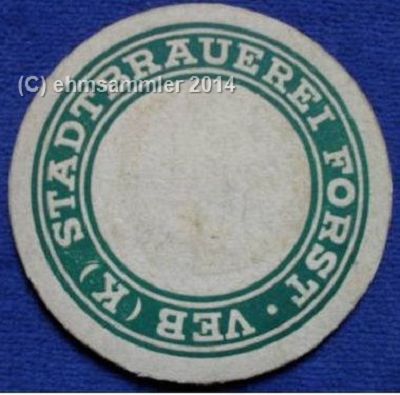 (C) ehmsammler 2014
STADTBRAUEREI FORST · VEB (K)